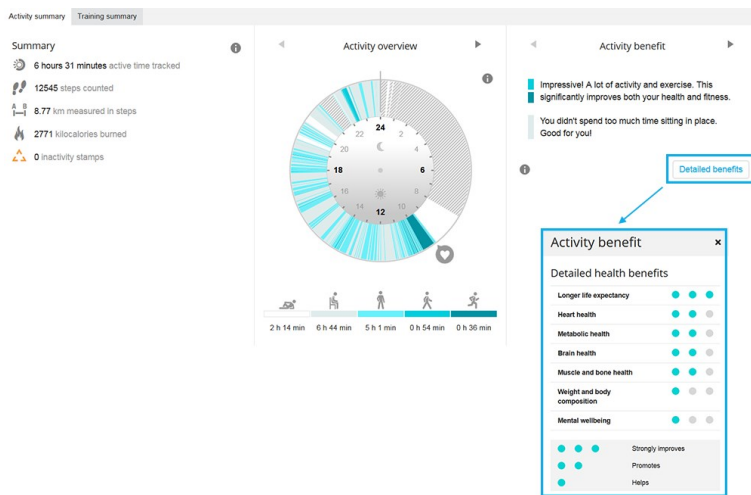 Activity summary
Training summary
Summary
6 hours 31 minutes active time tracked
12545 steps counted
A B
8.77 km measured in steps
2771 kilocalories burned
0 inactivity stamps
Activity overview
24
2
4
6
8
10
12
14
16
18
20
22
2 h 14 min
6 h 44 min
5 h 1 min
0 h 54 min
0 h 36 min
Activity benefit
Impressive! A lot of activity and exercise. This
significantly improves both your health and fitness.
You didn't spend too much time sitting in place.
Good for you!
Detailed benefits
Activity benefit
Detailed health benefits
Longer life expectancy
Heart health
Metabolic health
Brain health
Muscle and bone health
Weight and body
composition
Mental wellbeing
Strongly improves
Promotes
Helps